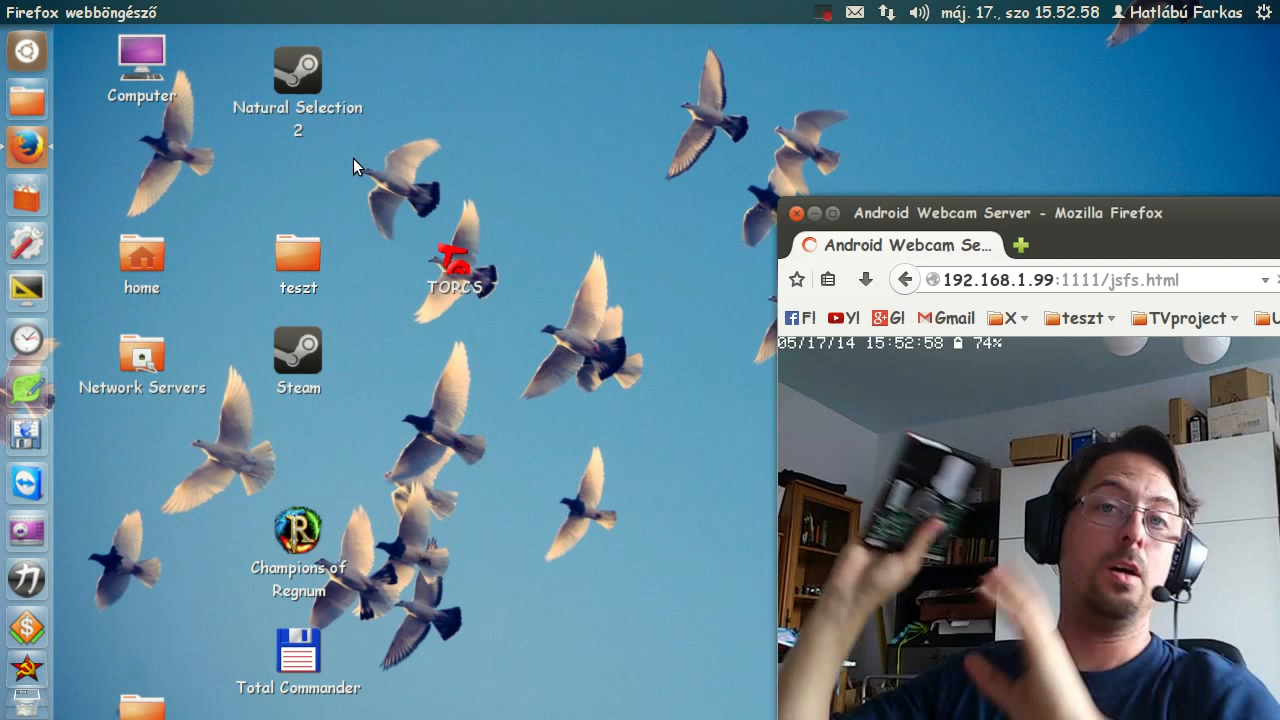 Firefox webböngésző
máj. 17., szo 15.52.58 Hatlábú Farkas
Computer
Natural Selection
2
home
teszt
TORCS
Network Servers
Steam
Champions of
Regnum
Total Commander
Android Webcam Server - Mozilla Firefox
Android Webcam Se...
192.168.1.99:1111/jsfs.html
F! Y! G! Gmail X teszt TVproject
05/17/14 15:52:58 74%